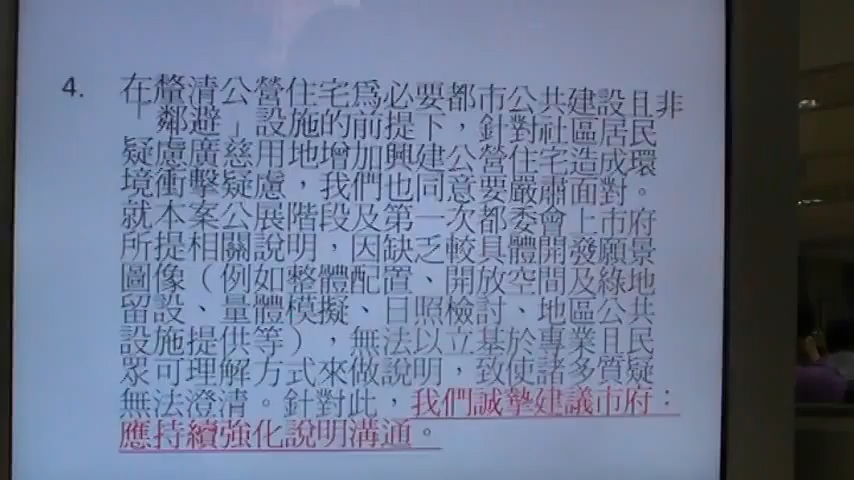 4. 在釐清公營住宅為必要都市公共建設且非
「鄰避」設施的前提下，針對社區居民
疑慮廣慈用地增加興建公營住宅造成環
境衝擊疑慮，我們也同意要嚴肅面對。
就本案公展階段及第一次都委會上市府
所提相關說明，因缺乏較具體開發願景
圖像（例如整體配置、開放空間及綠地
留設、量體模擬、日照檢討、地區公共
設施提供等），無法以立基於專業且民
眾可理解方式來做說明，致使諸多質疑
無法澄清。針對此，我們誠摯建議市府：
應持續強化說明溝通。